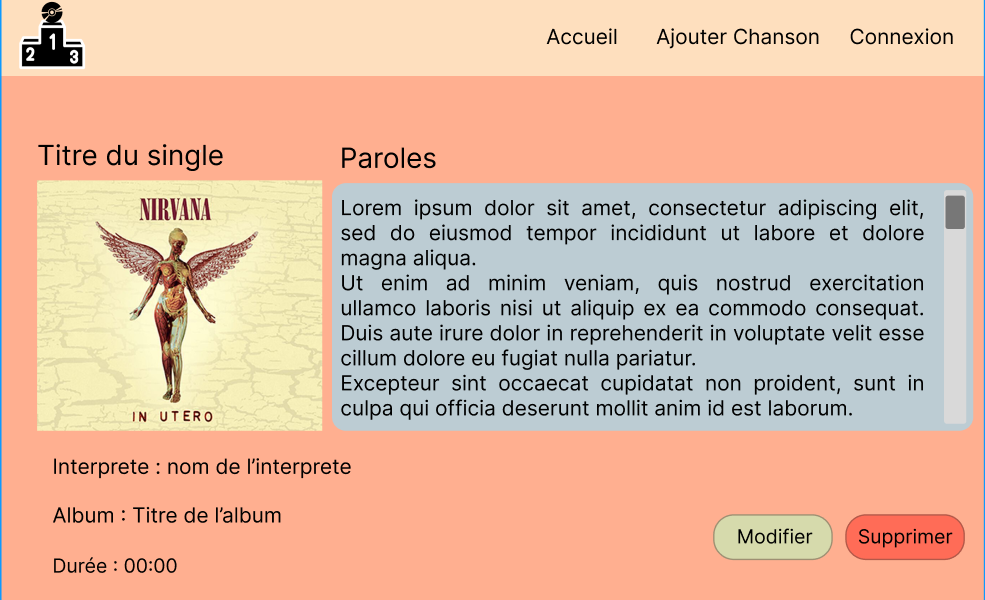 1
2
3
Accueil
Ajouter Chanson
Connexion
Titre du single
NIRVANA
IN UTERO
Paroles
Lorem ipsum dolor sit amet, consectetur adipiscing elit,
sed do eiusmod tempor incididunt ut labore et dolore
magna aliqua.
Ut enim ad minim veniam, quis nostrud exercitation
ullamco laboris nisi ut aliquip ex ea commodo consequat.
Duis aute irure dolor in reprehenderit in voluptate velit esse
cillum dolore eu fugiat nulla pariatur.
Excepteur sint occaecat cupidatat non proident, sunt in
culpa qui officia deserunt mollit anim id est laborum.
Interprete : nom de l’interprete
Album : Titre de l’album
Durée : 00:00
Modifier
Supprimer